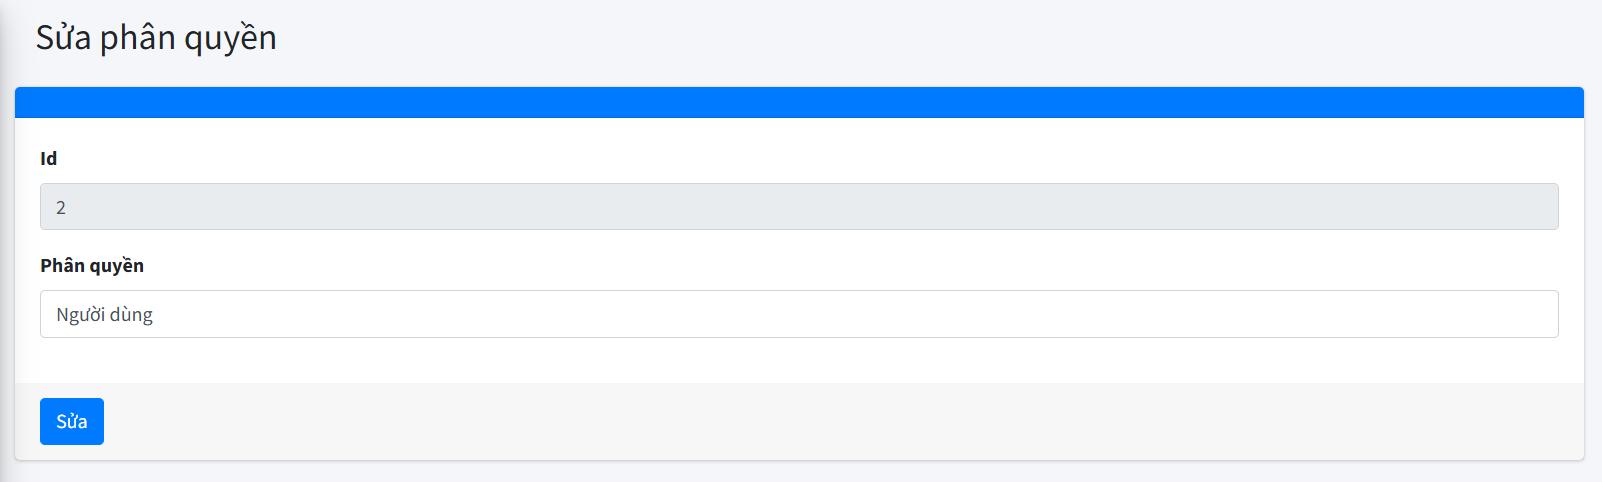 Sửa phân quyền
Id
2
Phân quyền
Người dùng
Sửa